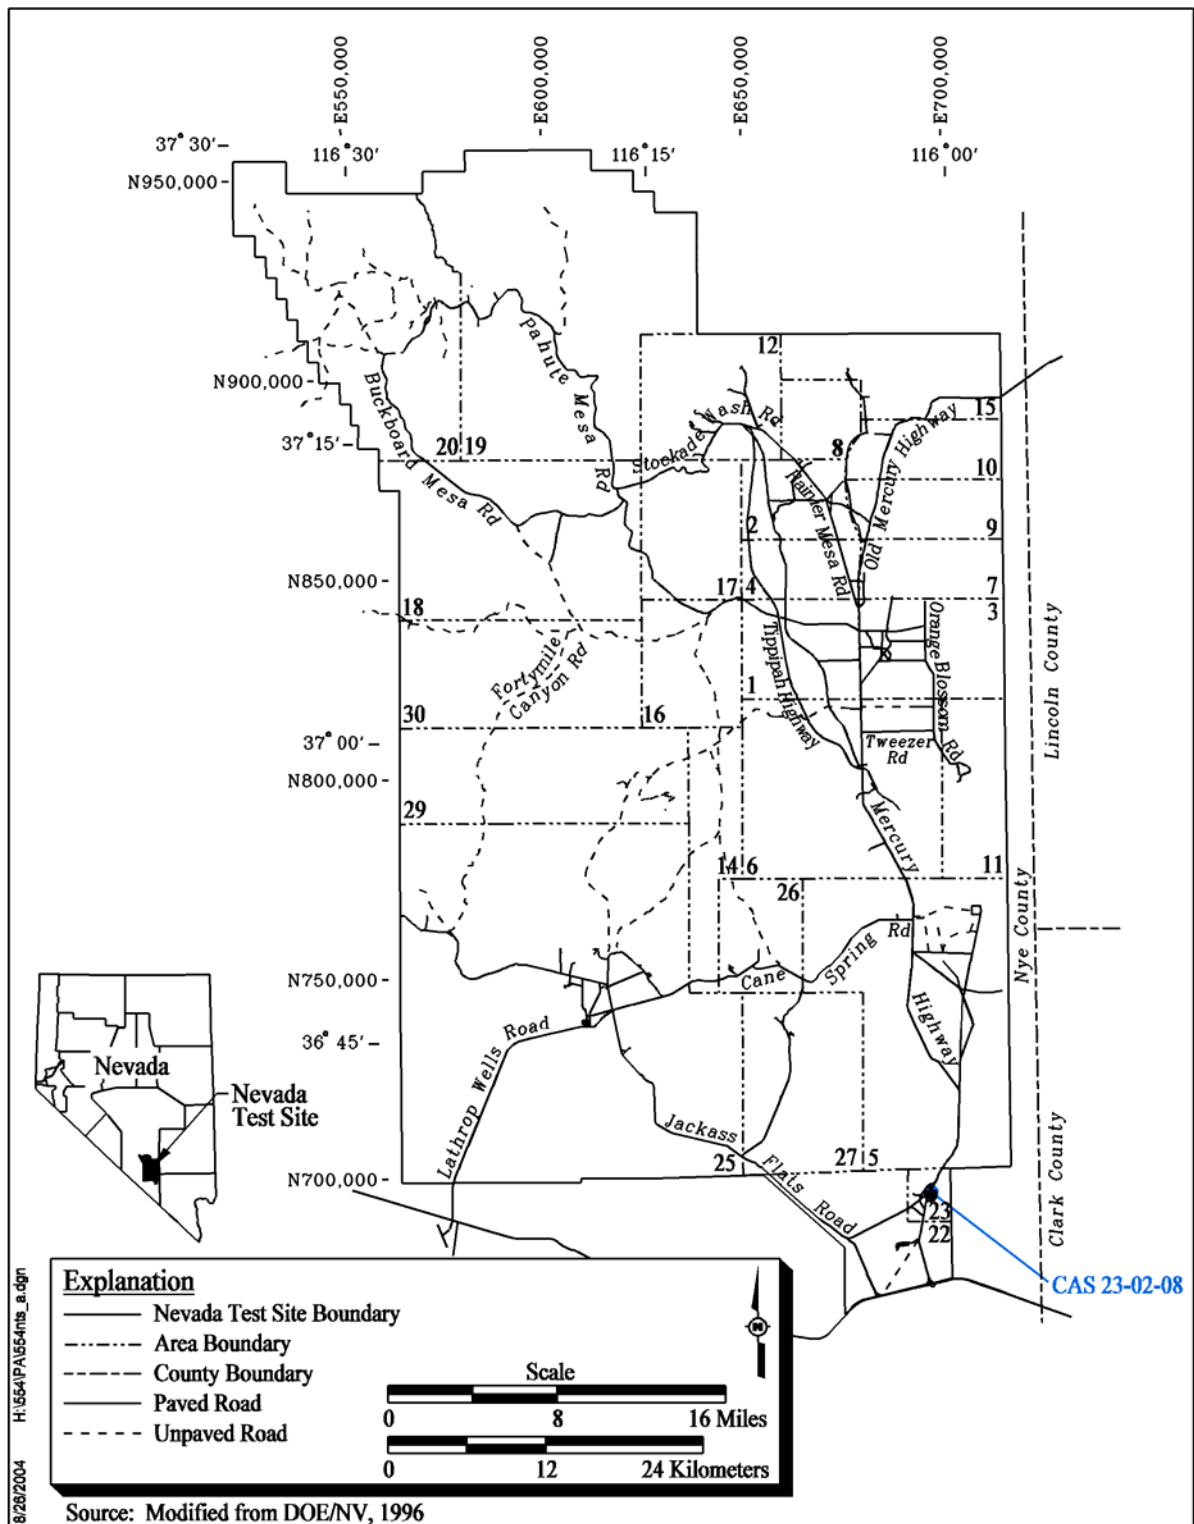 E550,000
E600,000
E650,000
E700,000
37° 30′
116° 30′
116° 15′
116° 00′
N950,000
12
Pahute Mesa Rd
N900,000
Buckboard Mesa Rd
Stockade Wash Rd
15
37° 15′
20 19
8
Old Mercury Highway
10
Rainier Mesa Rd
2
9
N850,000
17 4
7
18
3
Orange Blossom Rd
Lincoln County
Tippipah Highway
Fortymile
Canyon Rd
1
30
16
37° 00′
Tweezer
Rd
N800,000
29
Mercury
14 6
11
26
Nye County
Cane Spring Rd
N750,000
Highway
36° 45′
Lathrop Wells Road
Nevada
Nevada
Test Site
Jackass Flats Road
Clark County
25
27 5
N700,000
23
22
CAS 23-02-08
Explanation
Nevada Test Site Boundary
Area Boundary
County Boundary
Paved Road
Unpaved Road
N
Scale
0 8 16 Miles
0 12 24 Kilometers
Source: Modified from DOE/NV, 1996
8/26/2004 H:\554\PA\554nts_a.dgn